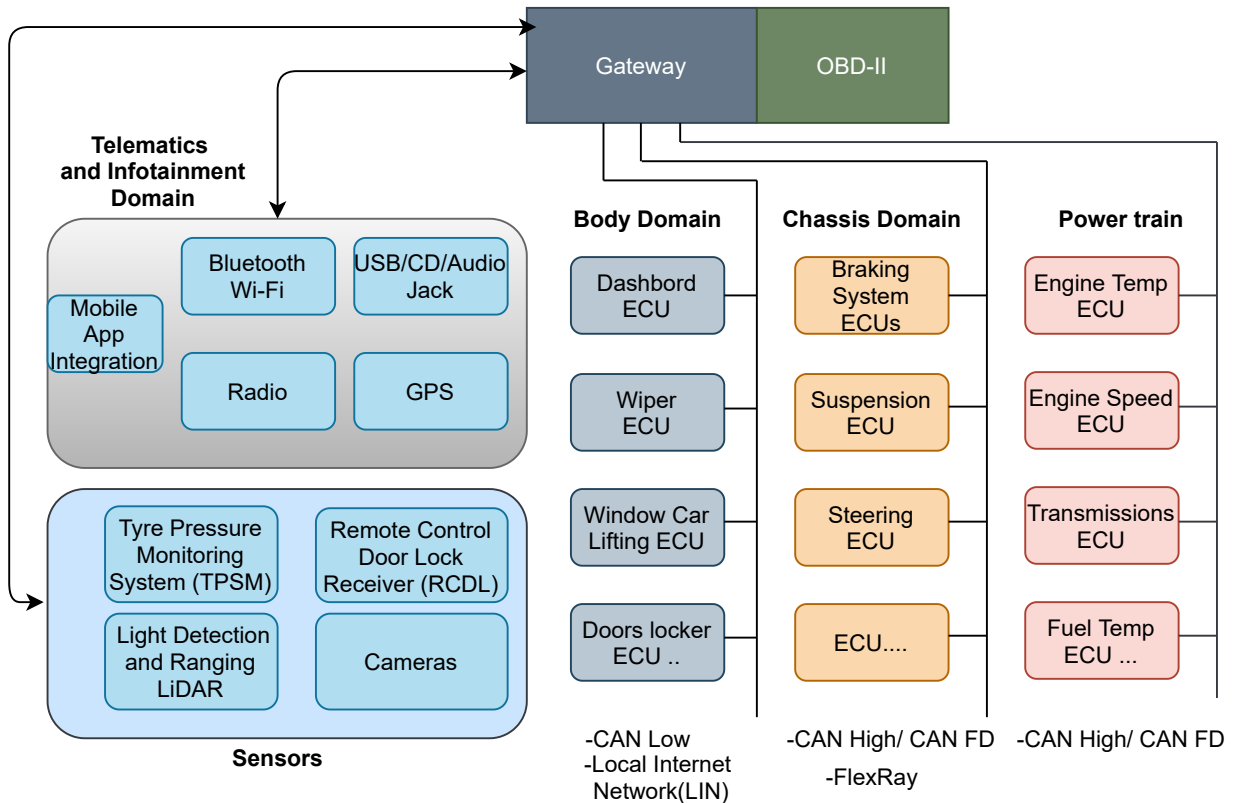 Gateway
OBD-II
Telematics
and Infotainment
Domain
Bluetooth
Wi-Fi
USB/CD/Audio
Jack
Mobile
App
Integration
Radio
GPS
Tyre Pressure
Monitoring
System (TPSM)
Remote Control
Door Lock
Receiver (RCDL)
Light Detection
and Ranging
LiDAR
Cameras
Sensors
Body Domain
Dashbord
ECU
Wiper
ECU
Window Car
Lifting ECU
Doors locker
ECU ..
-CAN Low
-Local Internet
Network(LIN)
Chassis Domain
Braking
System
ECUs
Suspension
ECU
Steering
ECU
ECU....
-CAN High/ CAN FD
-FlexRay
Power train
Engine Temp
ECU
Engine Speed
ECU
Transmissions
ECU
Fuel Temp
ECU ...
-CAN High/ CAN FD